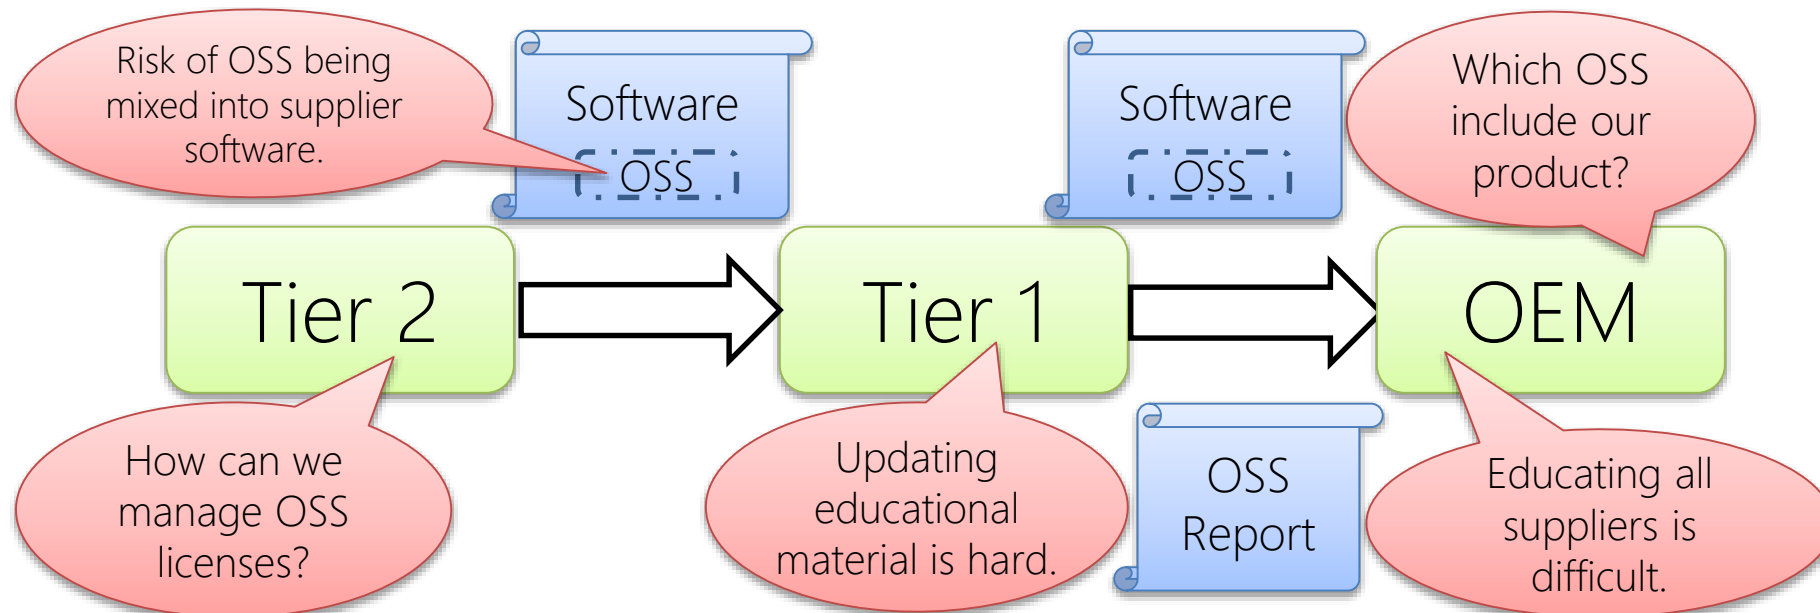 Risk of OSS being
mixed into supplier
software.
Software
OSS
Software
OSS
Which OSS
include our
product?
Tier 2
Tier 1
OEM
How can we
manage OSS
licenses?
Updating
educational
material is hard.
OSS
Report
Educating all
suppliers is
difficult.